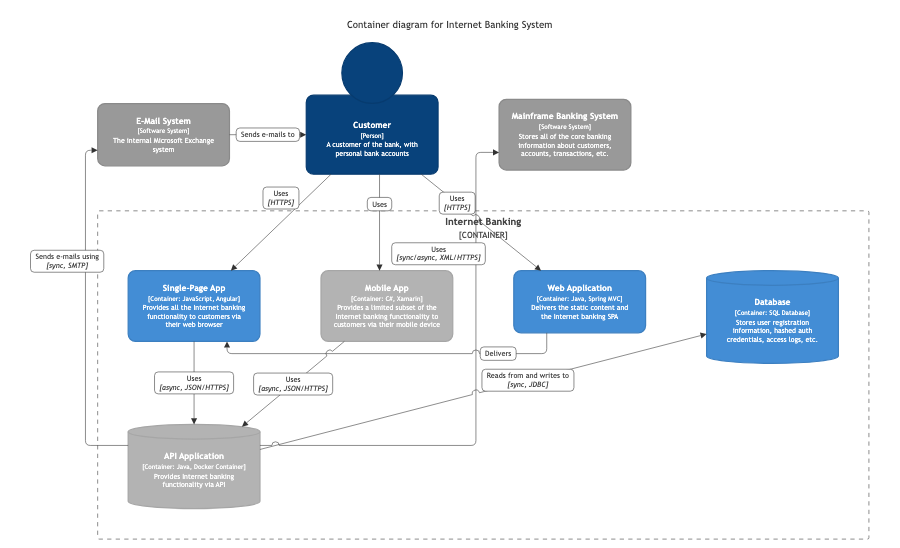 Container diagram for Internet Banking System
E-Mail System
[Software System]
The internal Microsoft Exchange
system
Sends e-mails to
Customer
[Person]
A customer of the bank, with
personal bank accounts
Mainframe Banking System
[Software System]
Stores all of the core banking
information about customers,
accounts, transactions, etc.
Uses
[HTTPS]
Uses
Uses
[HTTPS]
Internet Banking
[CONTAINER]
Sends e-mails using
[sync, SMTP]
Uses
[sync/async, XML/HTTPS]
Single-Page App
[Container: JavaScript, Angular]
Provides all the Internet banking
functionality to customers via
their web browser
Mobile App
[Container: C#, Xamarin]
Provides a limited subset of the
Internet banking functionality to
customers via their mobile device
Web Application
[Container: Java, Spring MVC]
Delivers the static content and
the Internet banking SPA
Database
[Container: SQL Database]
Stores user registration
information, hashed auth
credentials, access logs, etc.
Delivers
Uses
[async, JSON/HTTPS]
Uses
[async, JSON/HTTPS]
Reads from and writes to
[sync, JDBC]
API Application
[Container: Java, Docker Container]
Provides Internet banking
functionality via API